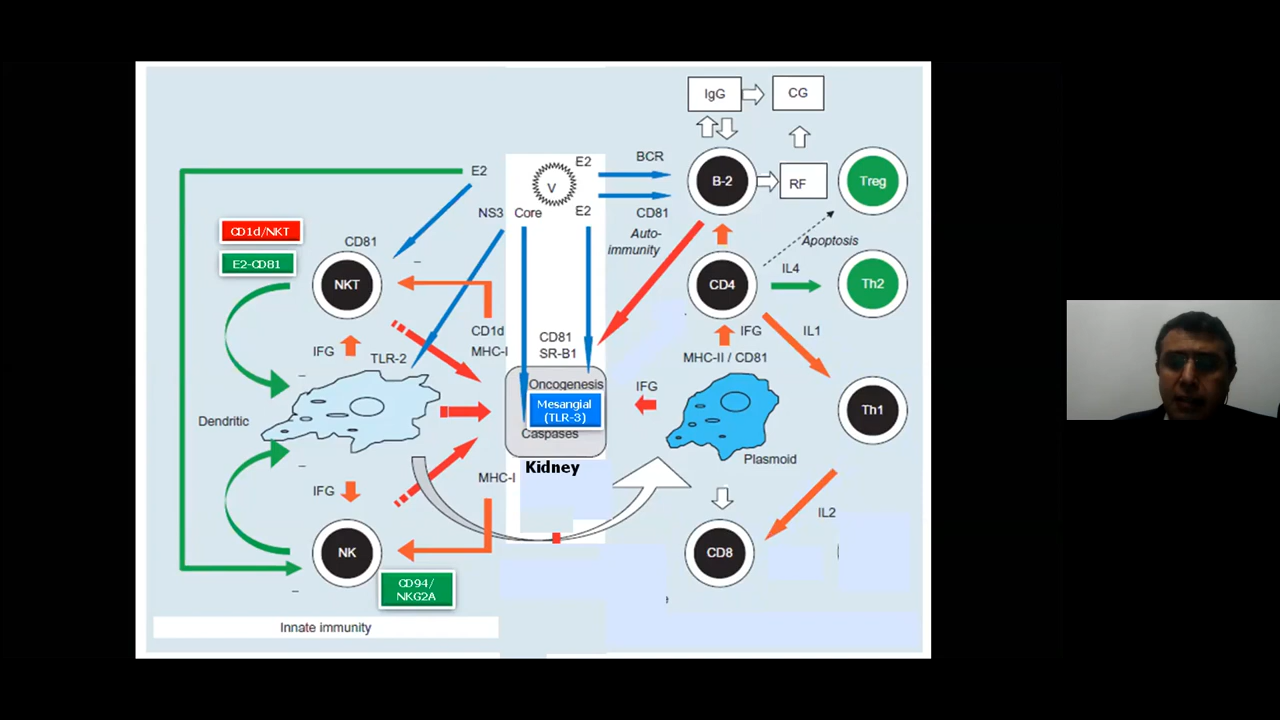 IgG
CG
E2
BCR
E2
V
B-2
RF
Treg
NS3
Core
E2
CD81
CD1d/NKT
CD81
Auto-
immunity
Apoptosis
E2-CD81
NKT
CD4
IL4
Th2
CD1d
MHC-I
CD81
SR-B1
IFG
IL1
IFG
TLR-2
MHC-II / CD81
Oncogenesis
IFG
Mesangial
(TLR-3)
Th1
Dendritic
Caspases
Kidney
Plasmoid
MHC-I
IFG
IL2
NK
CD8
CD94/
NKG2A
Innate immunity